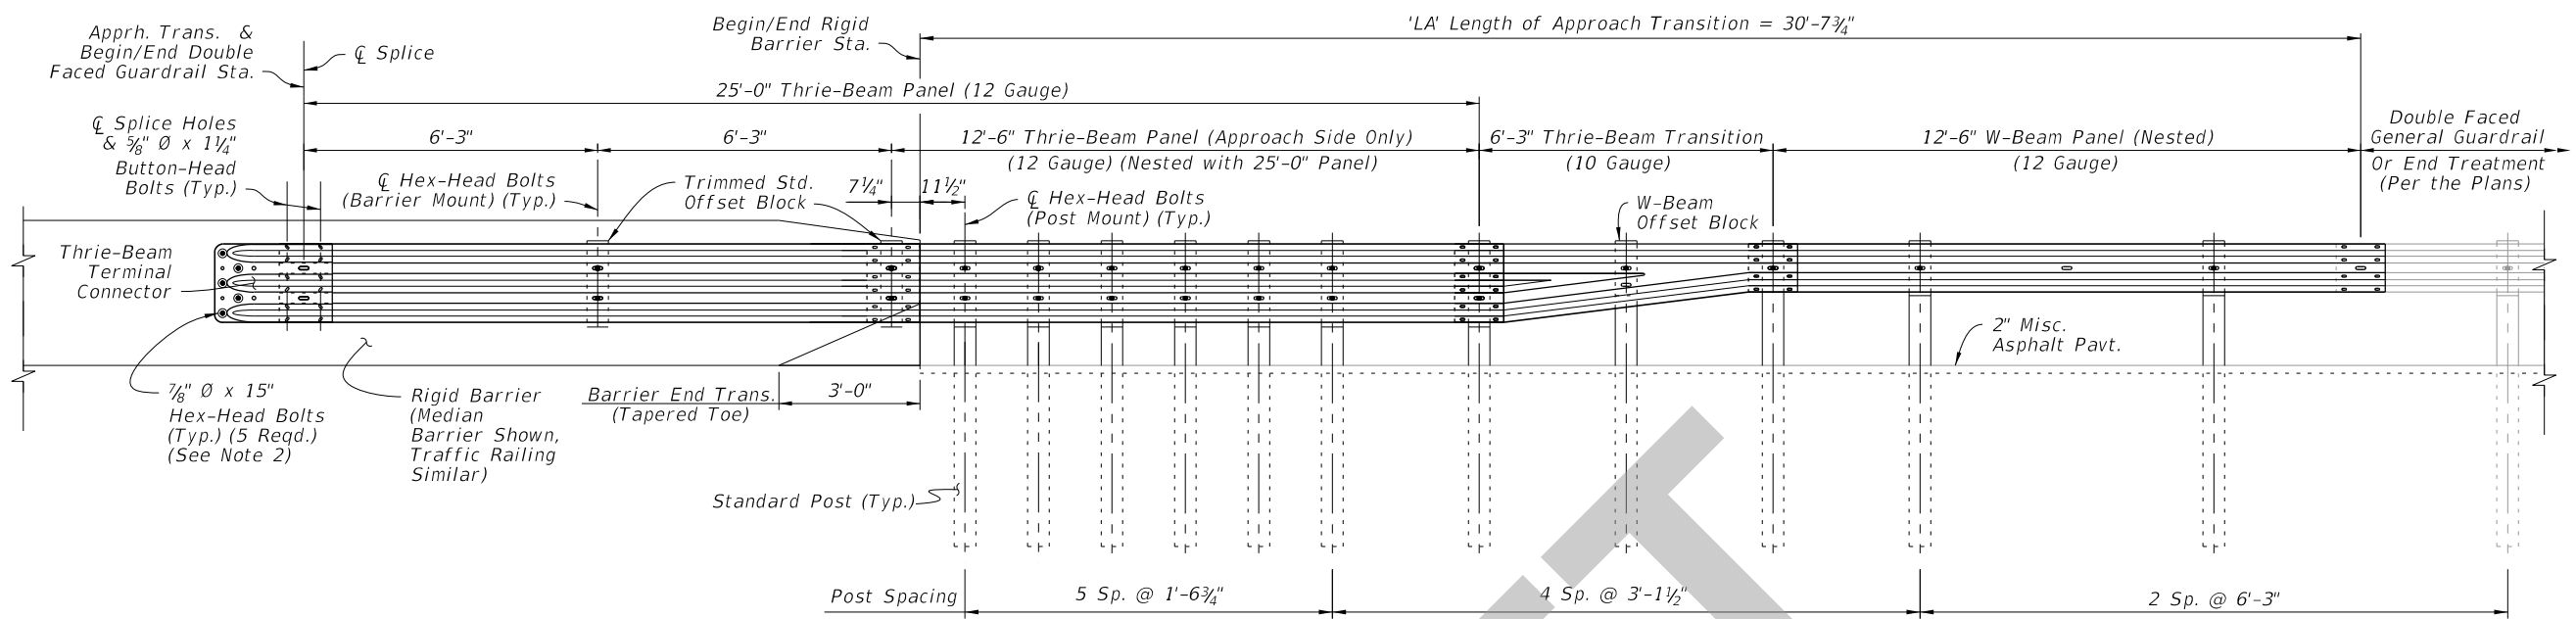 Apprh. Trans. &
Begin/End Double
Faced Guardrail Sta.
℄ Splice
Begin/End Rigid
Barrier Sta.
'LA' Length of Approach Transition = 30'-7¾"
25'-0" Thrie-Beam Panel (12 Gauge)
℄ Splice Holes
& ⅝" Ø x 1¼"
Button-Head
Bolts (Typ.)
6'-3"
6'-3"
12'-6" Thrie-Beam Panel (Approach Side Only)
(12 Gauge) (Nested with 25'-0" Panel)
6'-3" Thrie-Beam Transition
(10 Gauge)
12'-6" W-Beam Panel (Nested)
(12 Gauge)
Double Faced
General Guardrail
Or End Treatment
(Per the Plans)
℄ Hex-Head Bolts
(Barrier Mount) (Typ.)
Trimmed Std.
Offset Block
7¼"
11½"
℄ Hex-Head Bolts
(Post Mount) (Typ.)
W-Beam
Offset Block
Thrie-Beam
Terminal
Connector
2" Misc.
Asphalt Pavt.
⅞" Ø x 15"
Hex-Head Bolts
(Typ.) (5 Reqd.)
(See Note 2)
Rigid Barrier
(Median
Barrier Shown,
Traffic Railing
Similar)
Barrier End Trans.
(Tapered Toe)
3'-0"
Standard Post (Typ.)
Post Spacing
5 Sp. @ 1'-6¾"
4 Sp. @ 3'-1½"
2 Sp. @ 6'-3"